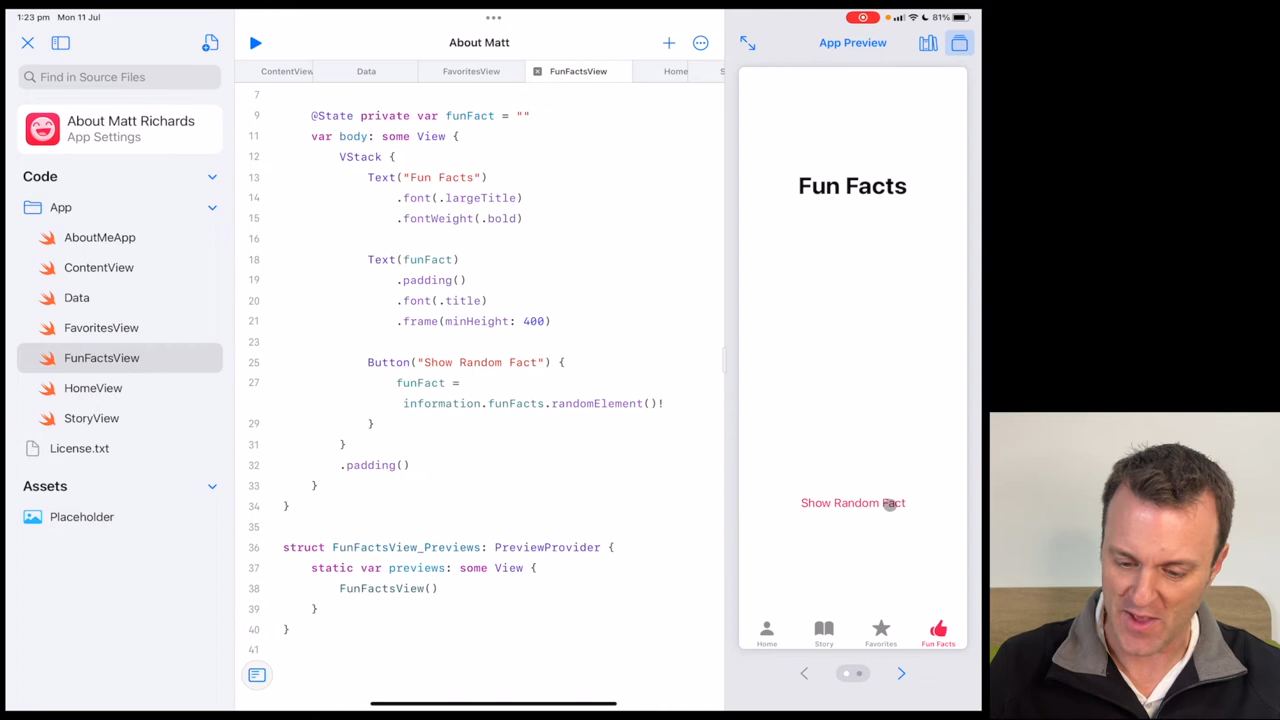 1:23 pm Mon 11 Jul
81%
About Matt
App Preview
Find in Source Files
ContentView
Data
FavoritesView
FunFactsView
Home
S
About Matt Richards
App Settings
Code
App
AboutMeApp
ContentView
Data
FavoritesView
FunFactsView
HomeView
StoryView
License.txt
Assets
Placeholder
7
9 @State private var funFact = ""
11 var body: some View {
12 VStack {
13 Text("Fun Facts")
14 .font(.largeTitle)
15 .fontWeight(.bold)
16
18 Text(funFact)
19 .padding()
20 .font(.title)
21 .frame(minHeight: 400)
23
25 Button("Show Random Fact") {
27 funFact =
information.funFacts.randomElement()!
29 }
31 }
32 .padding()
33 }
34 }
35
36 struct FunFactsView_Previews: PreviewProvider {
37 static var previews: some View {
38 FunFactsView()
39 }
40 }
41
Fun Facts
Show Random Fact
Home
Story
Favorites
Fun Facts